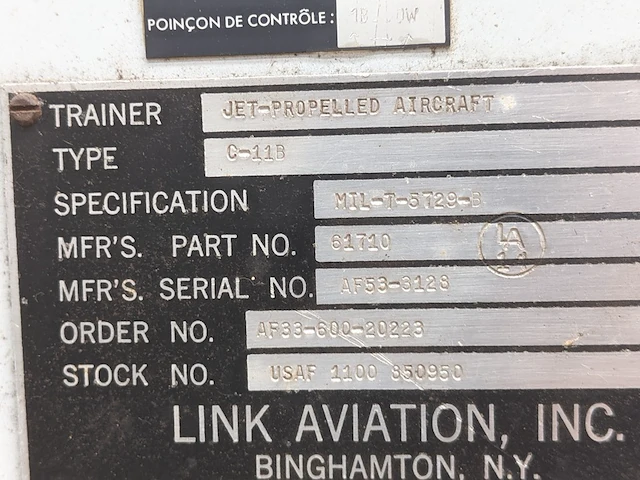 POINÇON DE CONTRÔLE:
TRAINER JET-PROPELLED AIRCRAFT
TYPE C-11B
SPECIFICATION MIL-T-5729-B
MFR'S. PART NO. 61710
MFR'S. SERIAL NO. AF53-3128
ORDER NO. AF33-600-20223
STOCK NO. USAF 1100 850950
LINK AVIATION, INC.
BINGHAMTON, N.Y.